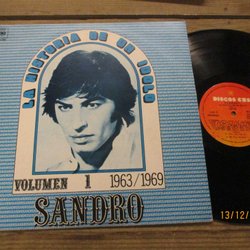 LA HISTORIA DE UN IDOLO
VOLUMEN 1 1963/1969
SANDRO
DISCOS CBS
13/12/